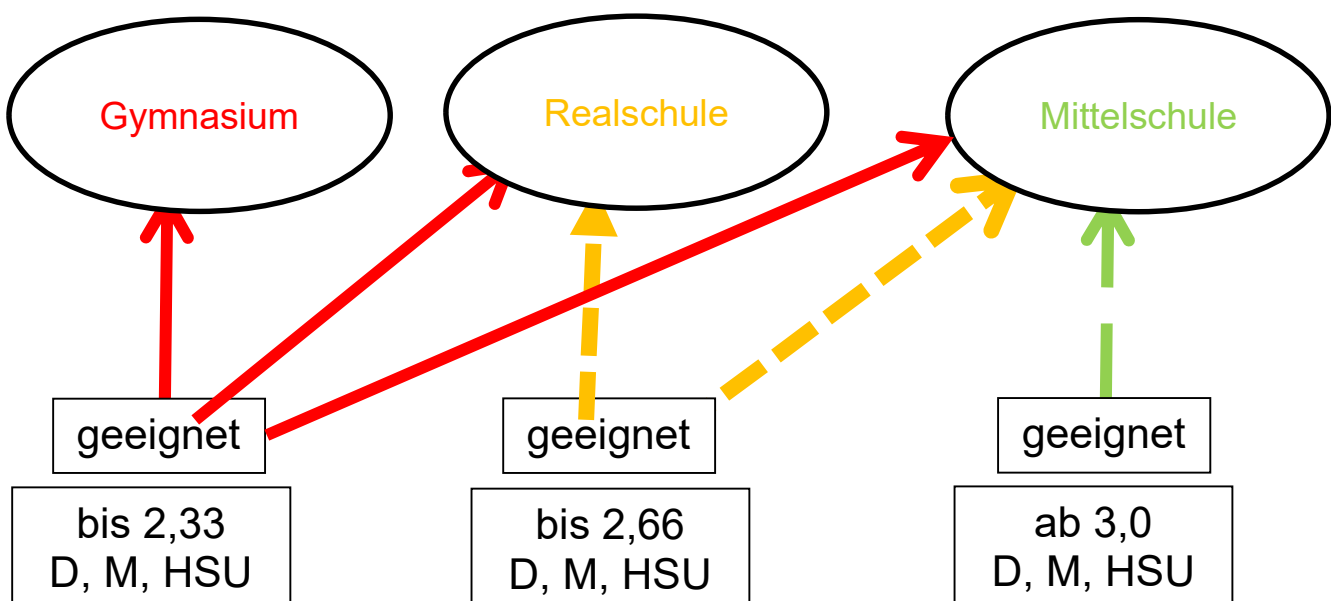 Gymnasium
Realschule
Mittelschule
geeignet
geeignet
geeignet
bis 2,33
D, M, HSU
bis 2,66
D, M, HSU
ab 3,0
D, M, HSU